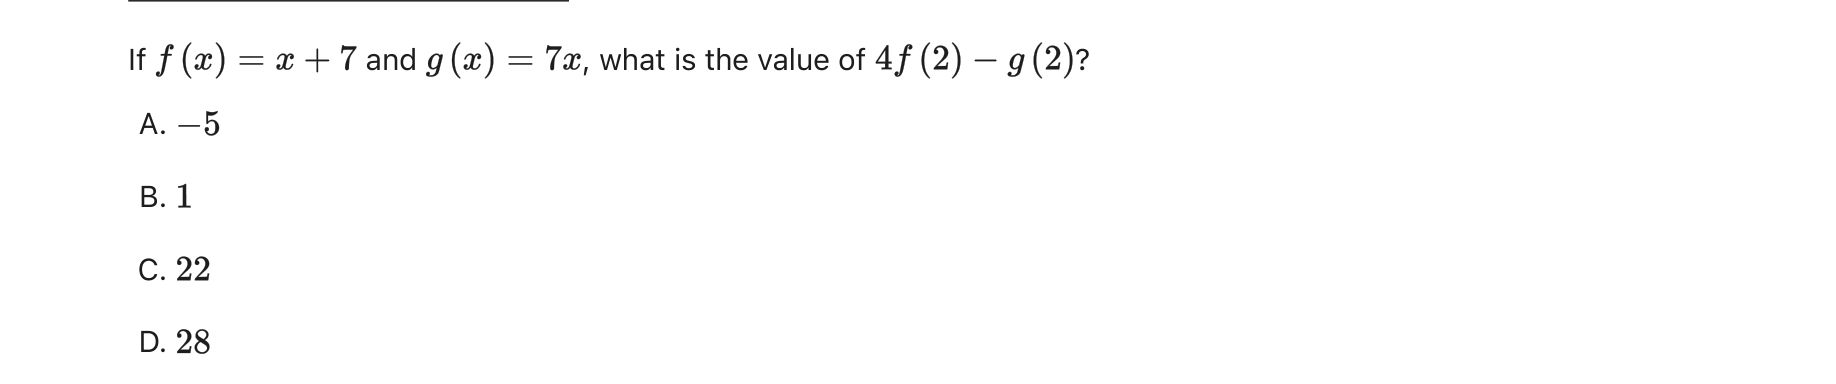 If f(x) = x + 7 and g(x) = 7x, what is the value of 4f(2) − g(2)?
A. −5
B. 1
C. 22
D. 28